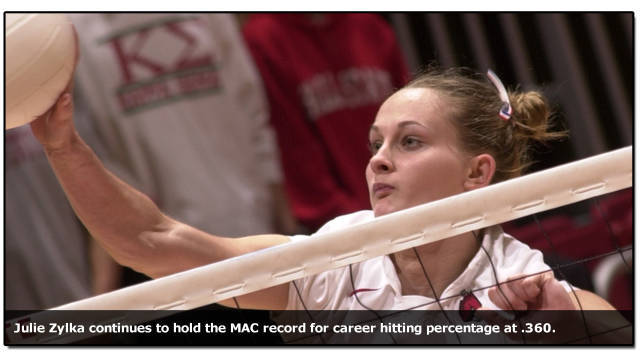 ΚΣ
Julie Zylka continues to hold the MAC record for career hitting percentage at .360.